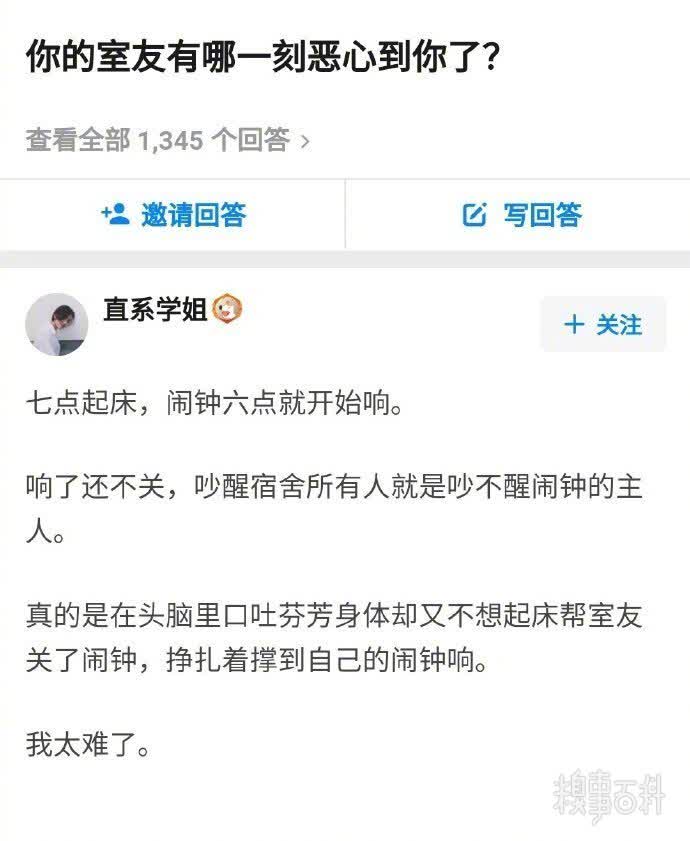 你的室友有哪一刻恶心到你了?
查看全部 1,345 个回答 >
邀请回答
写回答
直系学姐
+ 关注
七点起床，闹钟六点就开始响。
响了还不关，吵醒宿舍所有人就是吵不醒闹钟的主
人。
真的是在头脑里口吐芬芳身体却又不想起床帮室友
关了闹钟，挣扎着撑到自己的闹钟响。
我太难了。
糗事百科